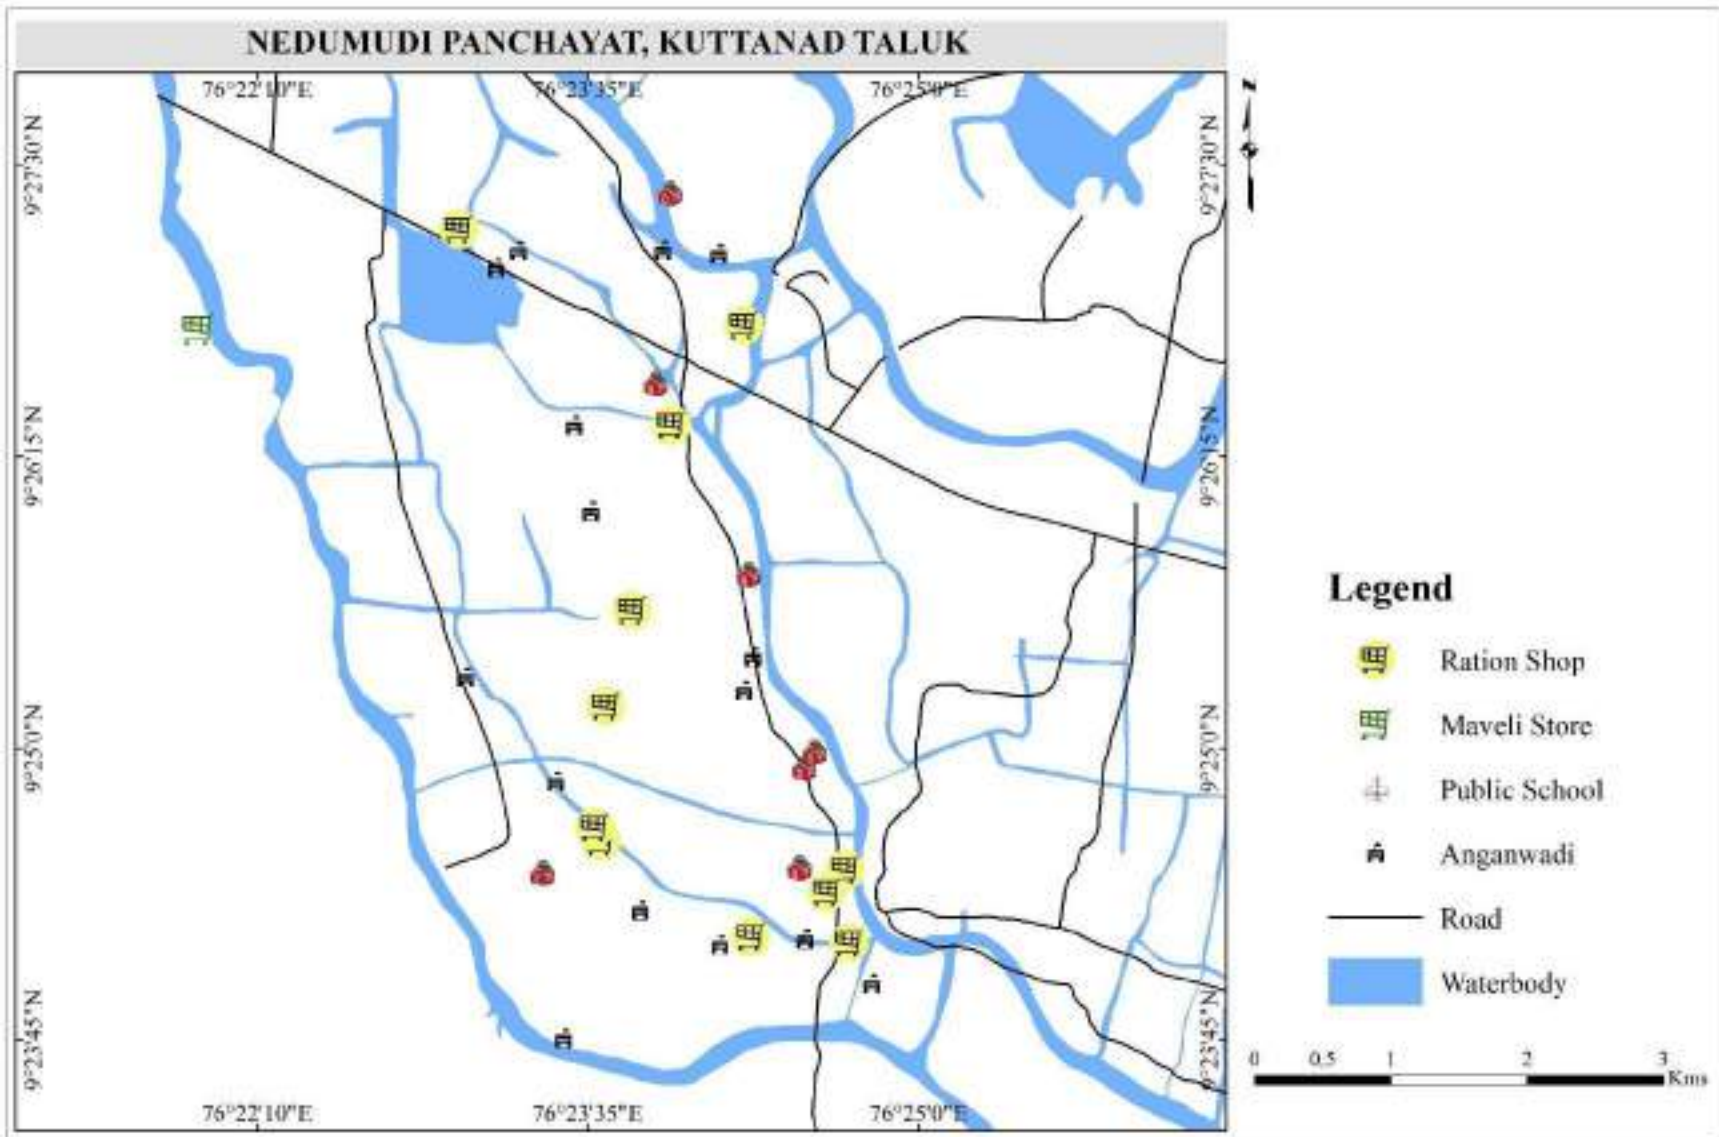 NEDUMUDI PANCHAYAT, KUTTANAD TALUK
76°22'10"E 76°23'35"E 76°25'0"E
9°27'30"N 9°27'30"N
9°26'15"N 9°26'15"N
9°25'0"N 9°25'0"N
9°23'45"N 9°23'45"N
76°22'10"E 76°23'35"E 76°25'0"E
N
Legend
Ration Shop
Maveli Store
Public School
Anganwadi
Road
Waterbody
0 0.5 1 2 3
Kms